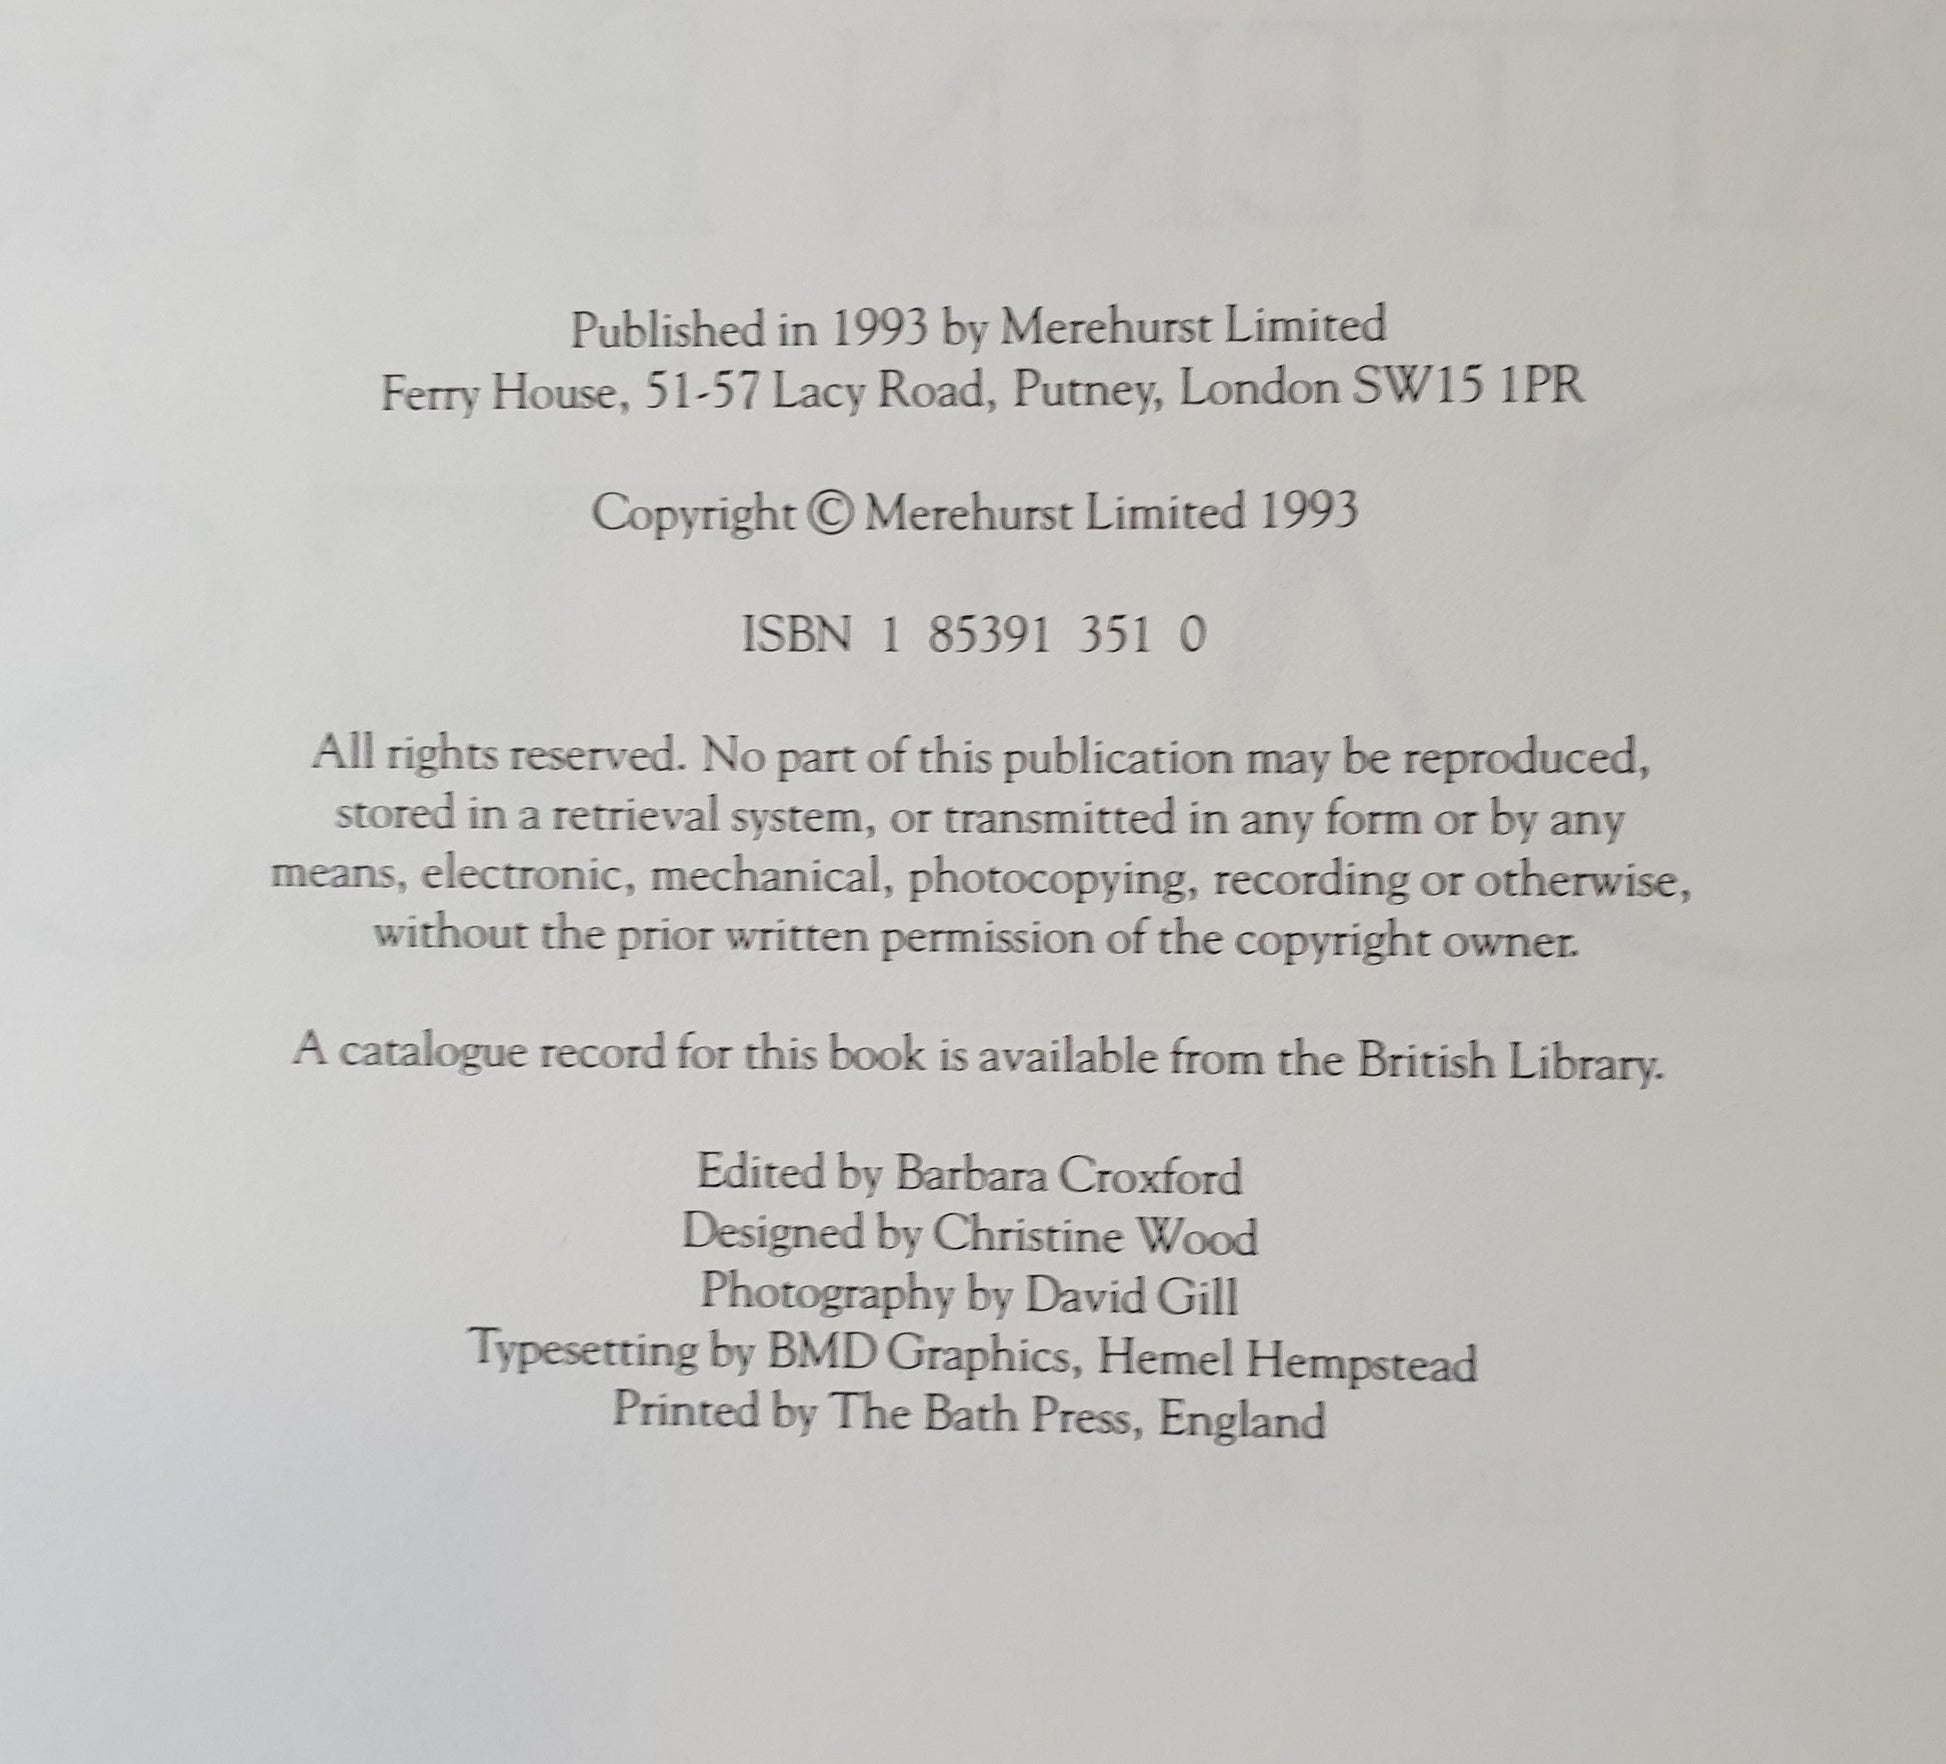 Published in 1993 by Merehurst Limited
Ferry House, 51-57 Lacy Road, Putney, London SW15 1PR
Copyright © Merehurst Limited 1993
ISBN 1 85391 351 0
All rights reserved. No part of this publication may be reproduced,
stored in a retrieval system, or transmitted in any form or by any
means, electronic, mechanical, photocopying, recording or otherwise,
without the prior written permission of the copyright owner.
A catalogue record for this book is available from the British Library.
Edited by Barbara Croxford
Designed by Christine Wood
Photography by David Gill
Typesetting by BMD Graphics, Hemel Hempstead
Printed by The Bath Press, England